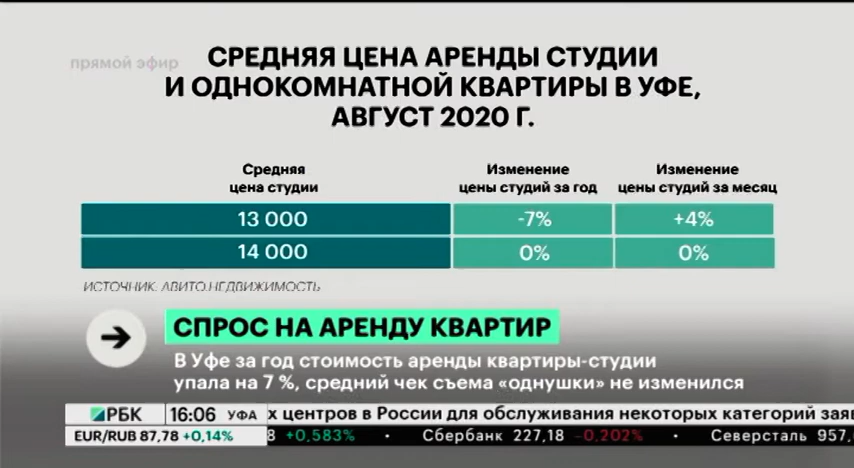 прямой эфир
СРЕДНЯЯ ЦЕНА АРЕНДЫ СТУДИИ
И ОДНОКОМНАТНОЙ КВАРТИРЫ В УФЕ,
АВГУСТ 2020 Г.
Средняя цена студии
Изменение цены студий за год
Изменение цены студий за месяц
13 000 -7% +4%
14 000 0% 0%
ИСТОЧНИК: АВИТО.НЕДВИЖИМОСТЬ
СПРОС НА АРЕНДУ КВАРТИР
В Уфе за год стоимость аренды квартиры-студии
упала на 7 %, средний чек съема «однушки» не изменился
РБК 16:06 УФА х центров в России для обслуживания некоторых категорий зая
EUR/RUB 87,78 +0,14% 8 +0,583% • Сбербанк 227,18 -0,202% • Северсталь 957,